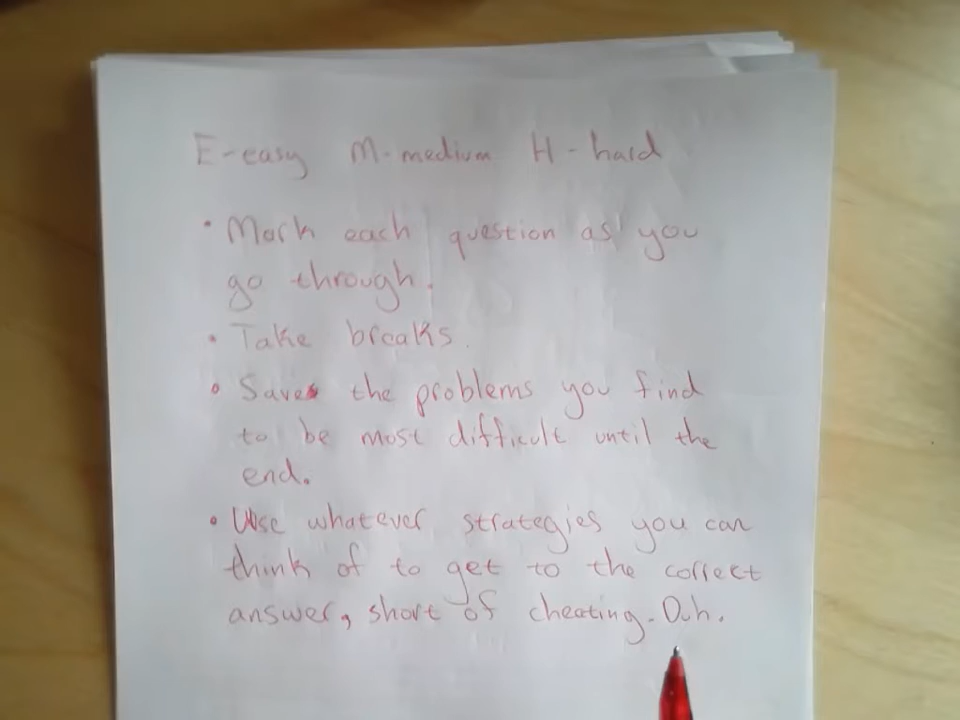 E-easy M-medium H-hard
• Mark each question as you
go through.
• Take breaks.
• Save the problems you find
to be most difficult until the
end.
• Use whatever strategies you can
think of to get to the correct
answer, short of cheating. Duh.